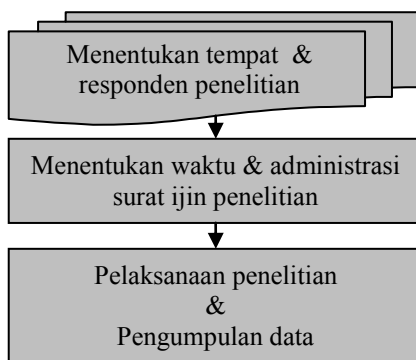 Menentukan tempat &
responden penelitian
Menentukan waktu & administrasi
surat ijin penelitian
Pelaksanaan penelitian
&
Pengumpulan data